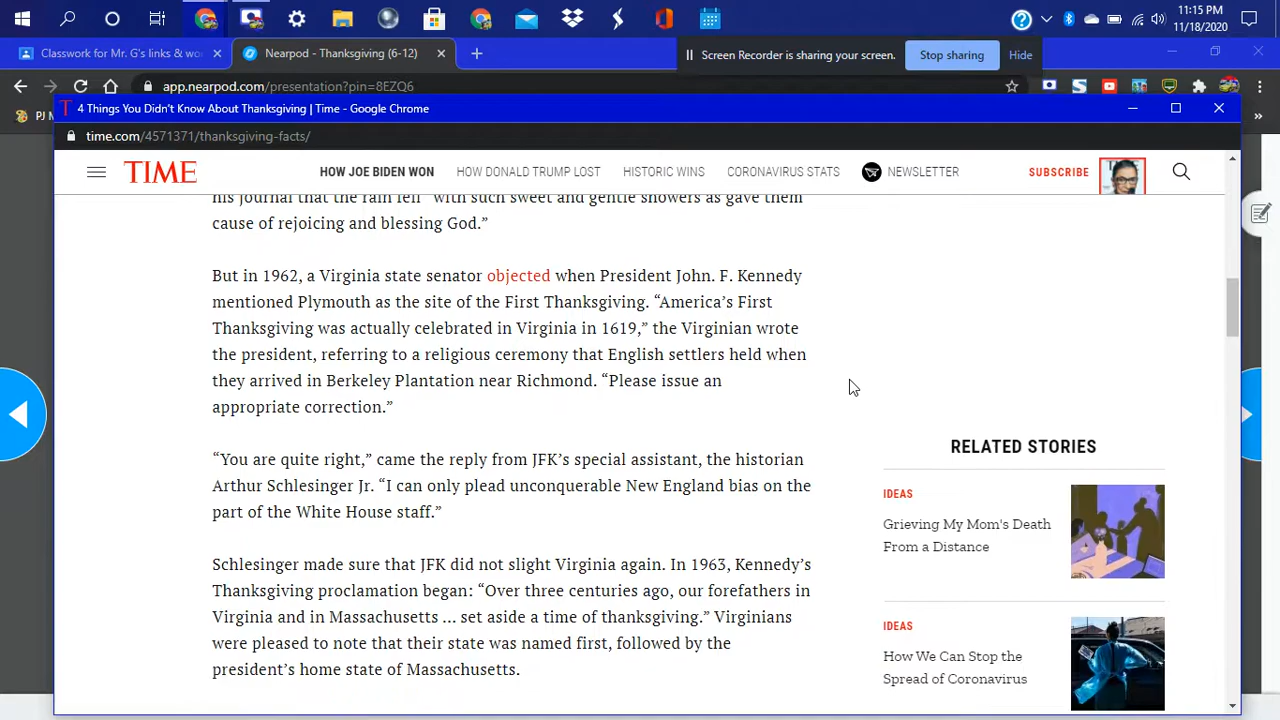 11:15 PM
11/18/2020
Classwork for Mr. G's links & wo
Nearpod - Thanksgiving (6-12)
Screen Recorder is sharing your screen.
Stop sharing
Hide
app.nearpod.com/presentation?pin=8EZQ6
PJ M
T 4 Things You Didn't Know About Thanksgiving | Time - Google Chrome
time.com/4571371/thanksgiving-facts/
TIME
HOW JOE BIDEN WON
HOW DONALD TRUMP LOST
HISTORIC WINS
CORONAVIRUS STATS
NEWSLETTER
SUBSCRIBE
his journal that the rain fell “with such sweet and gentle showers as gave them
cause of rejoicing and blessing God.”
But in 1962, a Virginia state senator objected when President John. F. Kennedy
mentioned Plymouth as the site of the First Thanksgiving. “America’s First
Thanksgiving was actually celebrated in Virginia in 1619,” the Virginian wrote
the president, referring to a religious ceremony that English settlers held when
they arrived in Berkeley Plantation near Richmond. “Please issue an
appropriate correction.”
“You are quite right,” came the reply from JFK’s special assistant, the historian
Arthur Schlesinger Jr. “I can only plead unconquerable New England bias on the
part of the White House staff.”
Schlesinger made sure that JFK did not slight Virginia again. In 1963, Kennedy’s
Thanksgiving proclamation began: “Over three centuries ago, our forefathers in
Virginia and in Massachusetts … set aside a time of thanksgiving.” Virginians
were pleased to note that their state was named first, followed by the
president’s home state of Massachusetts.
RELATED STORIES
IDEAS
Grieving My Mom's Death
From a Distance
IDEAS
How We Can Stop the
Spread of Coronavirus